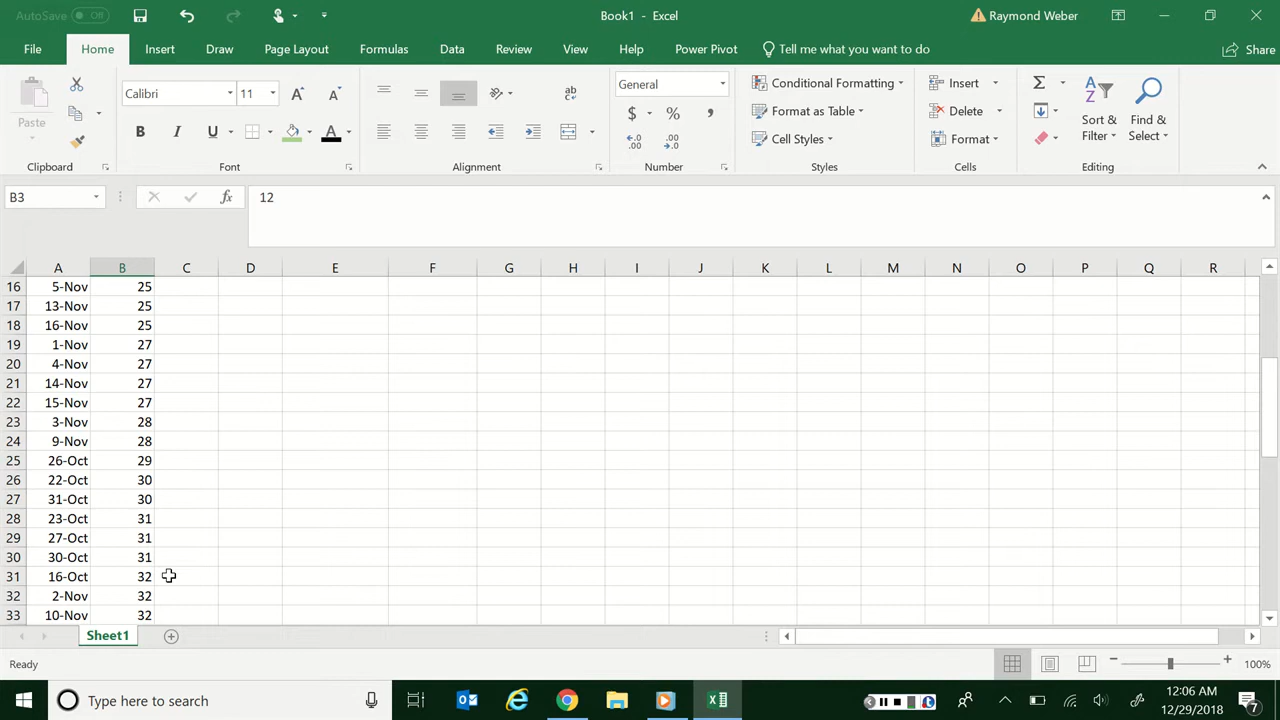 AutoSave Off
Book1 - Excel
Raymond Weber
File Home Insert Draw Page Layout Formulas Data Review View Help Power Pivot Tell me what you want to do Share
Paste
Calibri 11
General
Conditional Formatting
Format as Table
Cell Styles
Insert
Delete
Format
Sort & Filter
Find & Select
B I U A
$ % ,
Clipboard Font Alignment Number Styles Cells Editing
B3 fx 12
A B C D E F G H I J K L M N O P Q R
16 5-Nov 25
17 13-Nov 25
18 16-Nov 25
19 1-Nov 27
20 4-Nov 27
21 14-Nov 27
22 15-Nov 27
23 3-Nov 28
24 9-Nov 28
25 26-Oct 29
26 22-Oct 30
27 31-Oct 30
28 23-Oct 31
29 27-Oct 31
30 30-Oct 31
31 16-Oct 32
32 2-Nov 32
33 10-Nov 32
Sheet1
Ready 100%
Type here to search
12:06 AM
12/29/2018
7